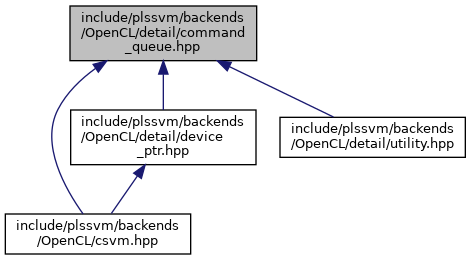 include/plssvm/backends
/OpenCL/detail/command
_queue.hpp
include/plssvm/backends
/OpenCL/detail/device
_ptr.hpp
include/plssvm/backends
/OpenCL/detail/utility.hpp
include/plssvm/backends
/OpenCL/csvm.hpp